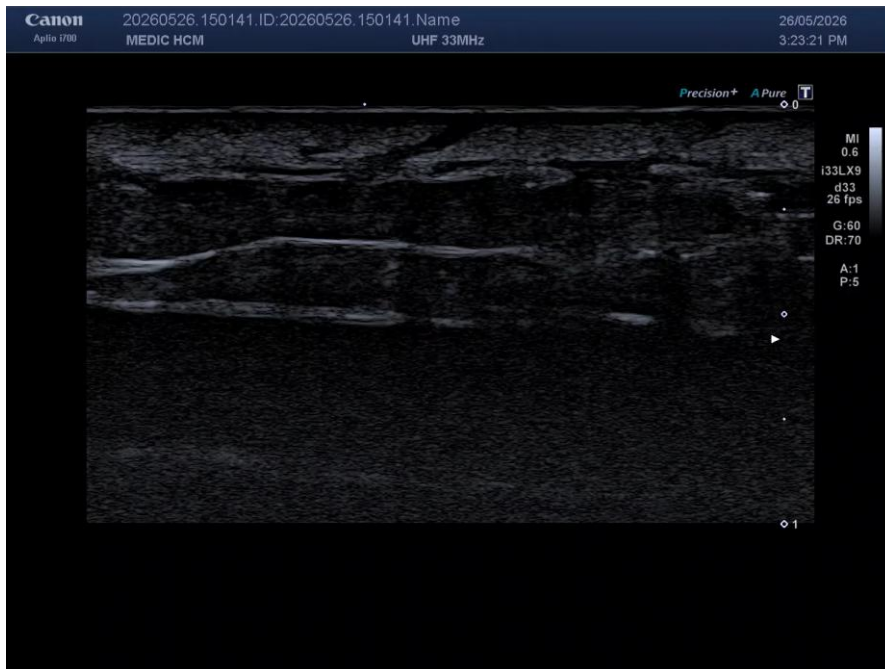 Canon 20260526.150141.ID:20260526.150141.Name 26/05/2026
Aplio i700 MEDIC HCM UHF 33MHz 3:23:21 PM
Precision+ A Pure T
0
MI
0.6
i33LX9
d33
26 fps
G:60
DR:70
A:1
P:5
1